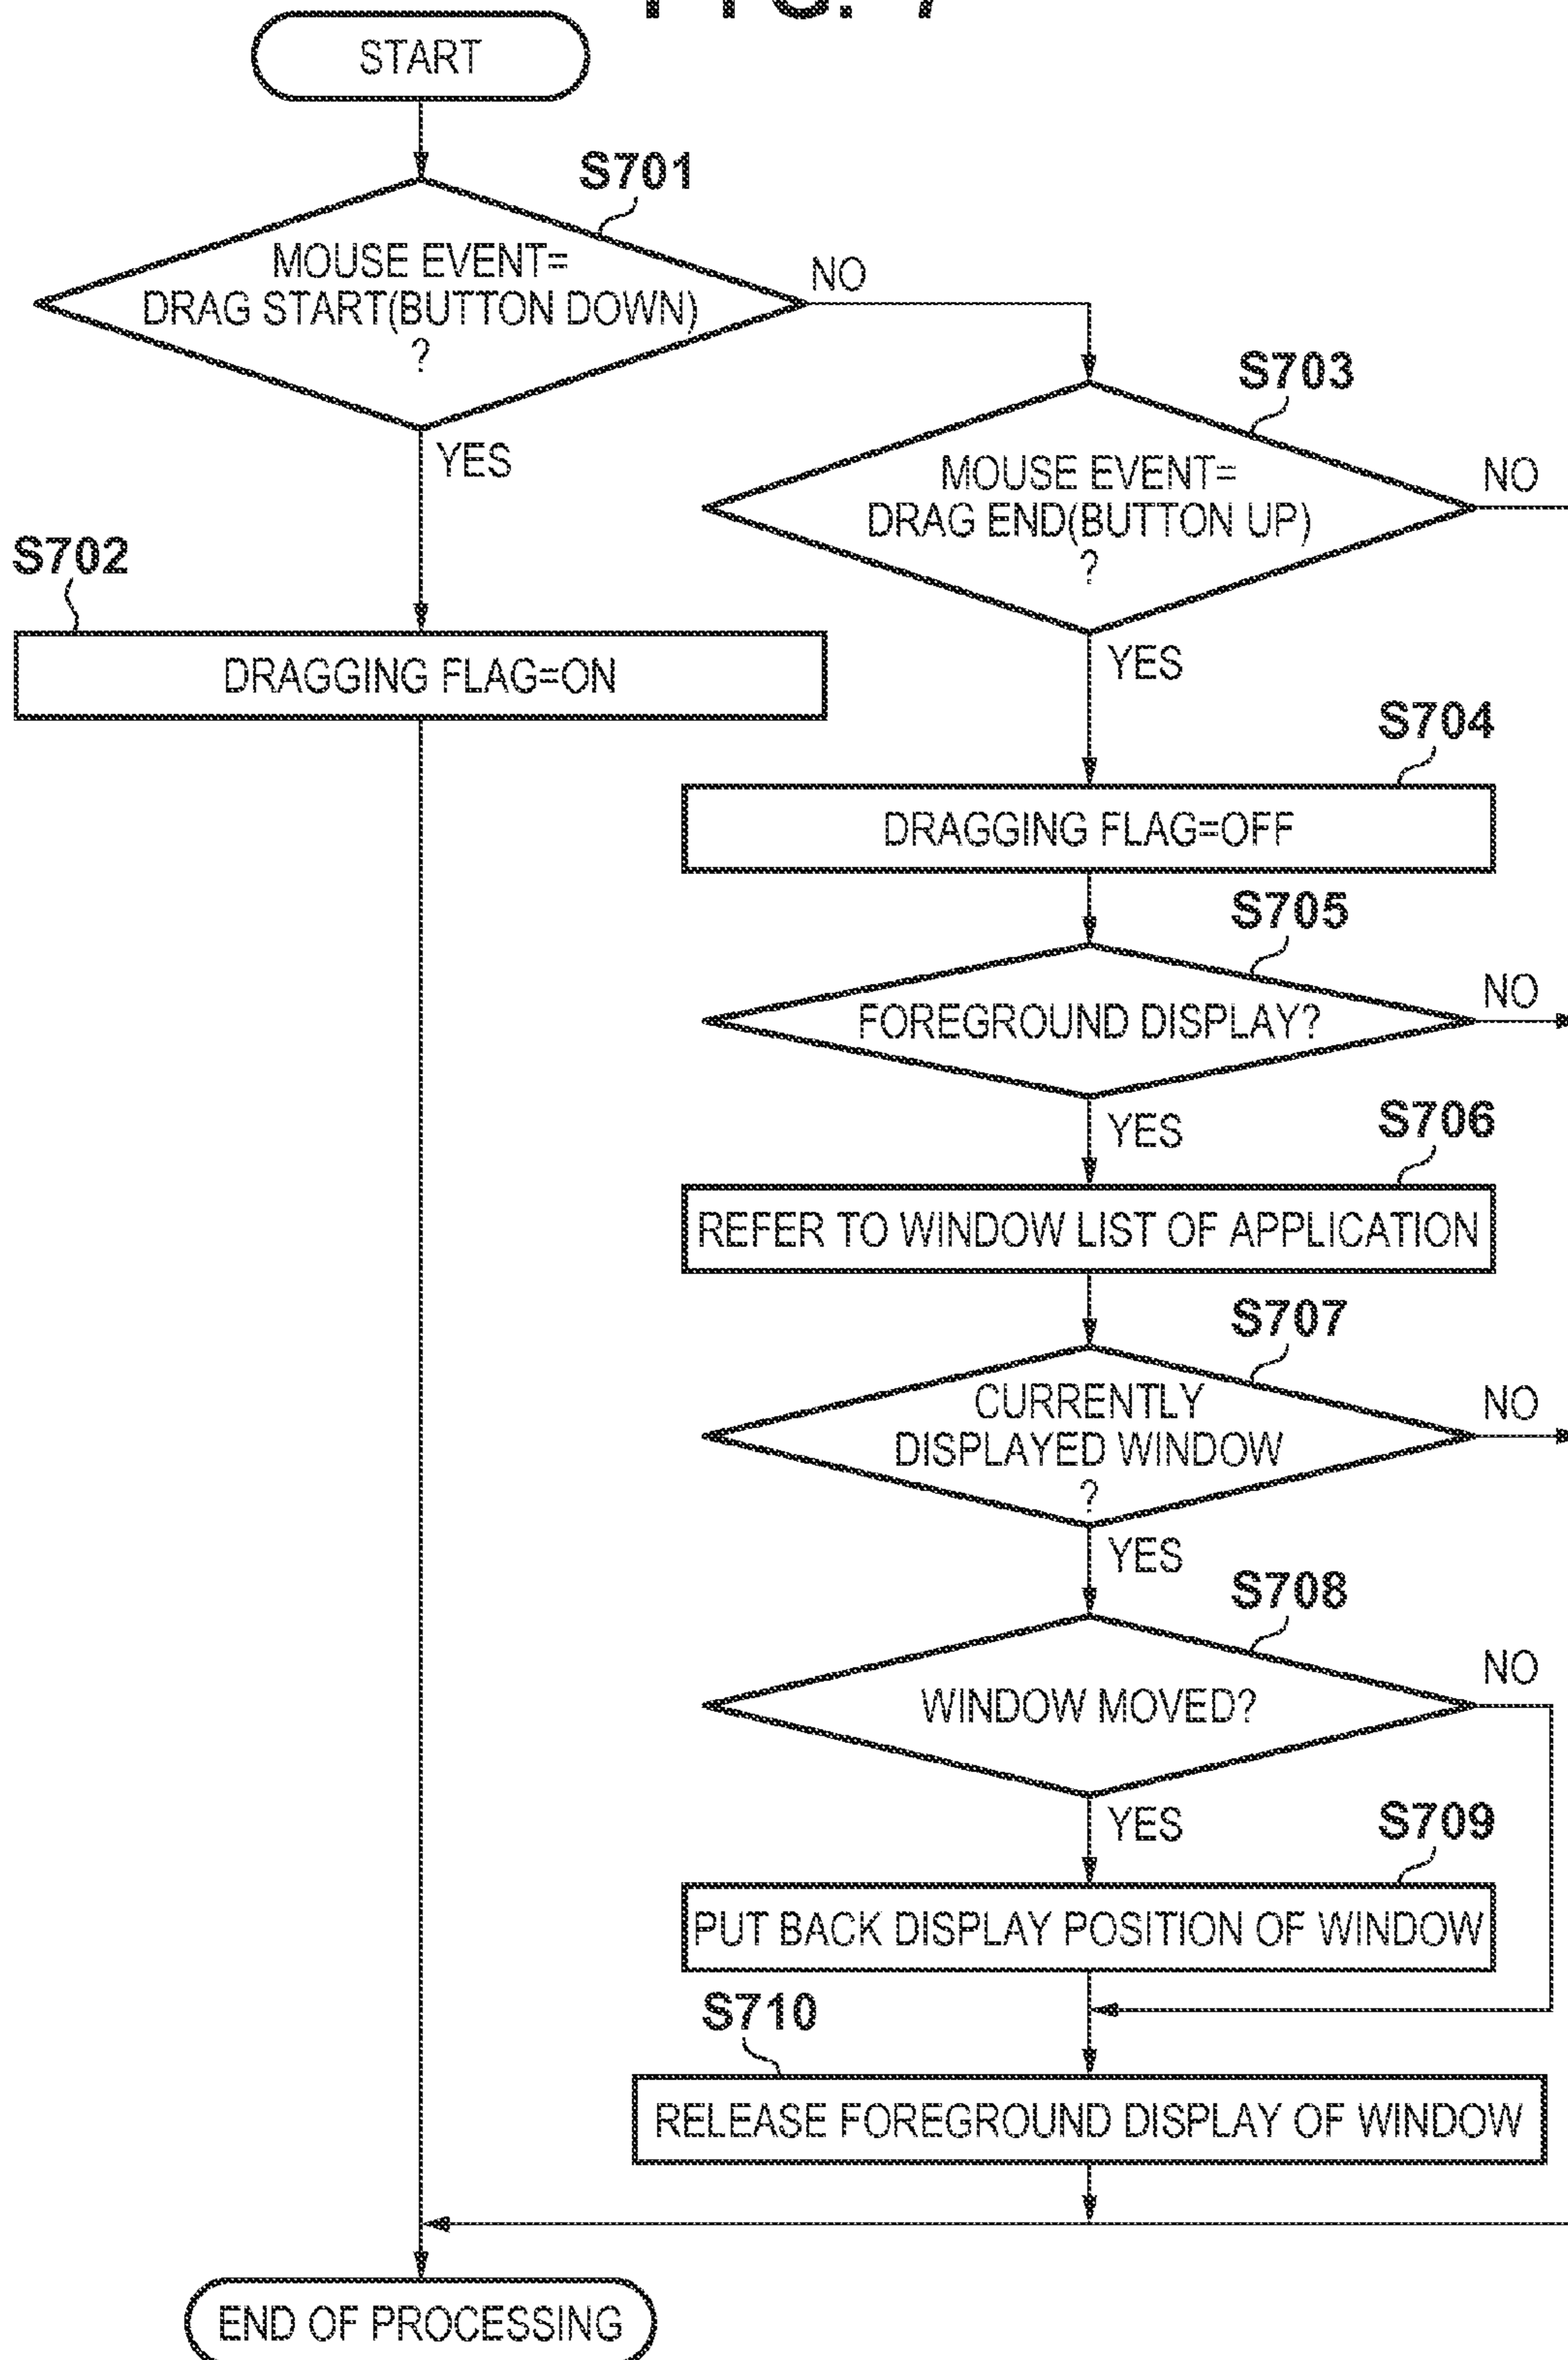 FIG. 7
START
S701
MOUSE EVENT=
DRAG START(BUTTON DOWN)
?
NO
YES
S703
MOUSE EVENT=
DRAG END(BUTTON UP)
?
NO
YES
S702
DRAGGING FLAG=ON
S704
DRAGGING FLAG=OFF
S705
FOREGROUND DISPLAY?
NO
YES
S706
REFER TO WINDOW LIST OF APPLICATION
S707
CURRENTLY
DISPLAYED WINDOW
?
NO
YES
S708
WINDOW MOVED?
NO
YES
S709
PUT BACK DISPLAY POSITION OF WINDOW
S710
RELEASE FOREGROUND DISPLAY OF WINDOW
END OF PROCESSING